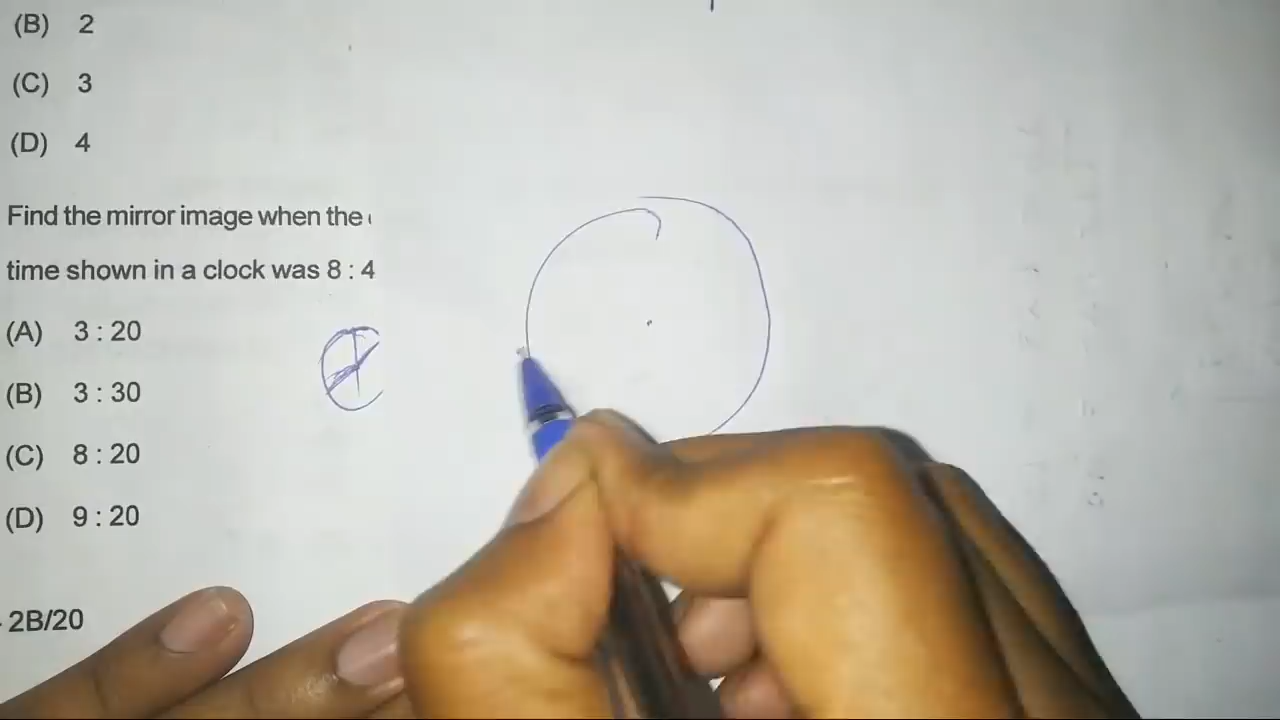 (B) 2
(C) 3
(D) 4
Find the mirror image when the
time shown in a clock was 8 : 4
(A) 3 : 20
(B) 3 : 30
(C) 8 : 20
(D) 9 : 20
2B/20